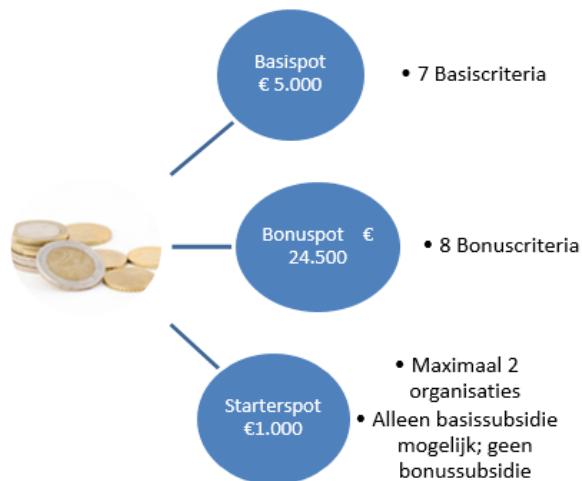 Basispot
€ 5.000
• 7 Basiscriteria
Bonuspot €
24.500
• 8 Bonuscriteria
Starterspot
€1.000
• Maximaal 2
organisaties
• Alleen basissubsidie
mogelijk; geen
bonussubsidie